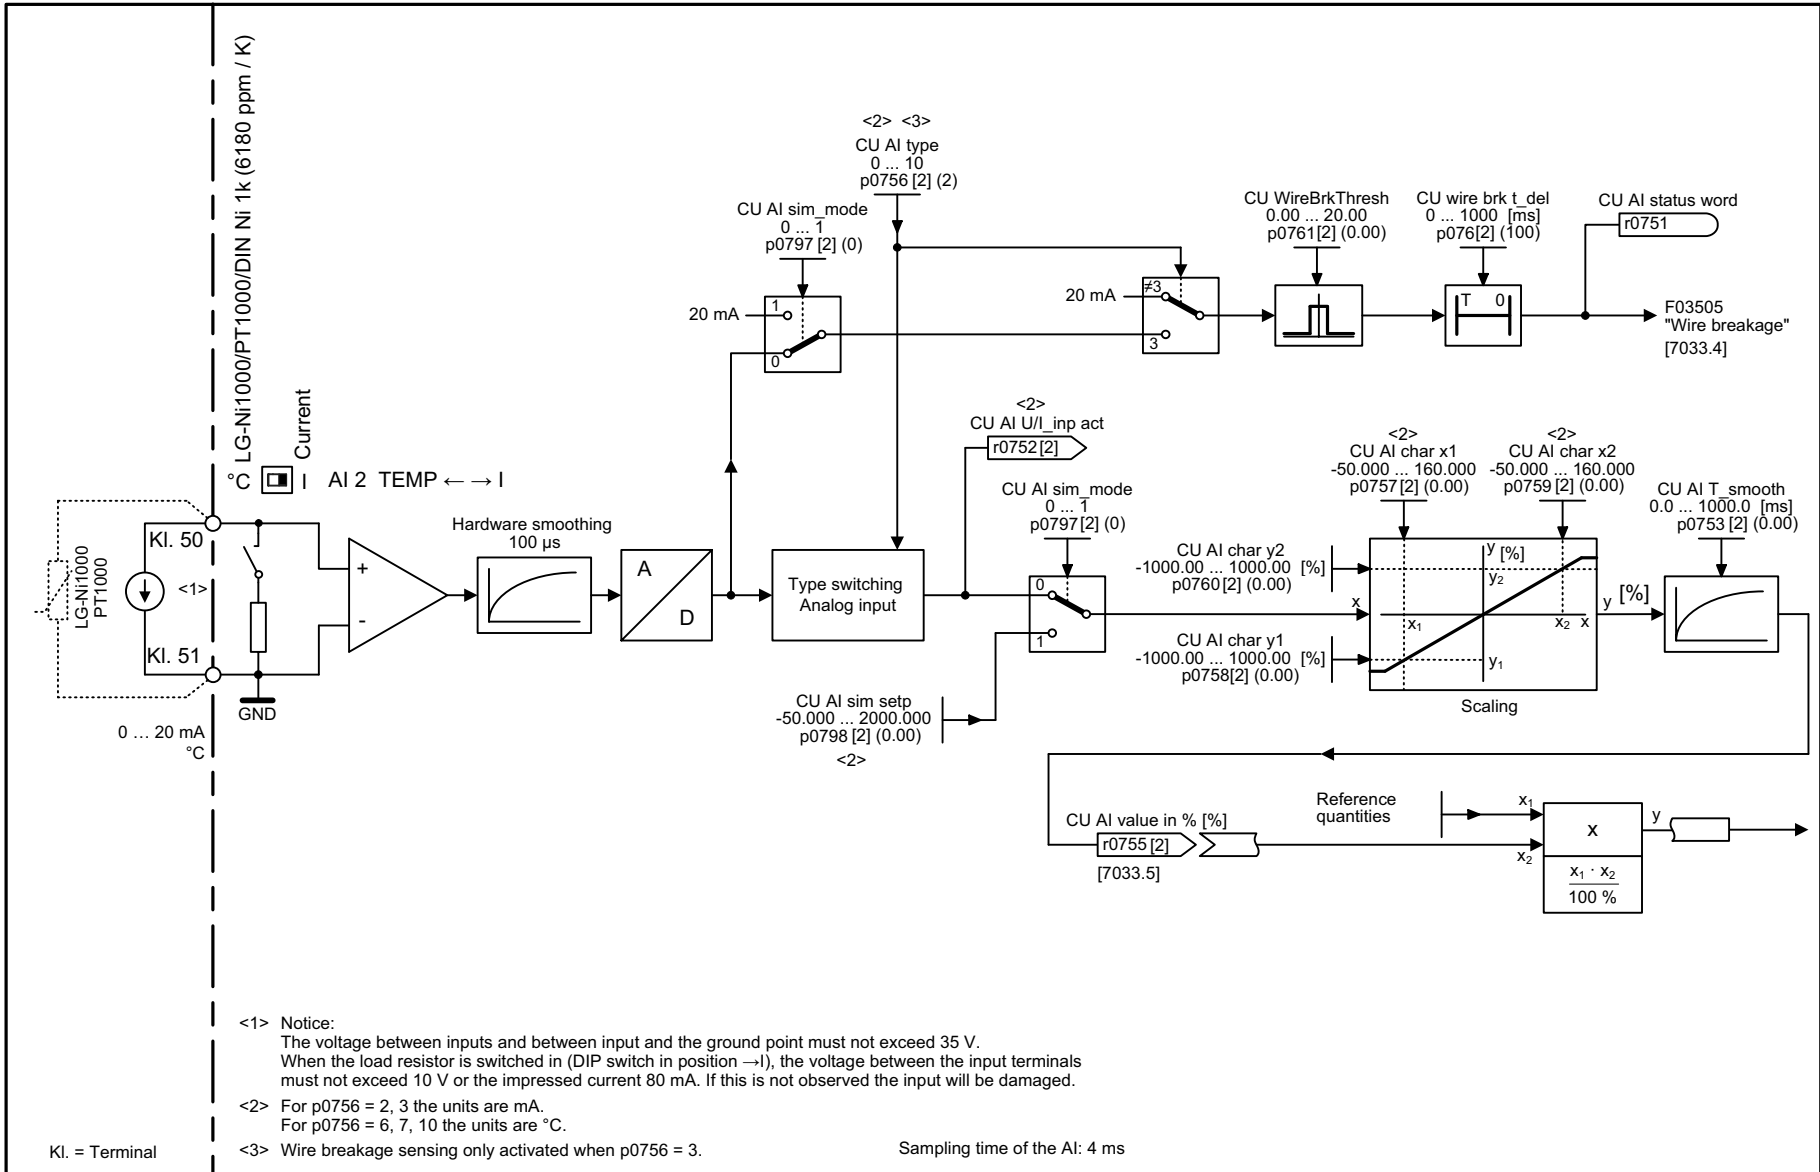 LG-Ni1000/PT1000/DIN Ni 1k (6180 ppm / K)
Current
°C
I
AI 2 TEMP ← → I
Kl. 50
<1>
LG-Ni1000
PT1000
Kl. 51
GND
0 ... 20 mA
°C
+
-
Hardware smoothing
100 µs
A
D
<2> <3>
CU AI type
0 ... 10
p0756 [2] (2)
CU AI sim_mode
0 ... 1
p0797 [2] (0)
20 mA
1
0
20 mA
≠3
3
CU WireBrkThresh
0.00 ... 20.00
p0761[2] (0.00)
CU wire brk t_del
0 ... 1000 [ms]
p076[2] (100)
T 0
CU AI status word
r0751
F03505
"Wire breakage"
[7033.4]
Type switching
Analog input
<2>
CU AI U/I_inp act
r0752[2]
CU AI sim_mode
0 ... 1
p0797[2] (0)
0
1
CU AI sim setp
-50.000 ... 2000.000
p0798 [2] (0.00)
<2>
<2>
CU AI char x1
-50.000 ... 160.000
p0757[2] (0.00)
<2>
CU AI char x2
-50.000 ... 160.000
p0759[2] (0.00)
CU AI char y2
-1000.00 ... 1000.00 [%]
p0760[2] (0.00)
x
CU AI char y1
-1000.00 ... 1000.00 [%]
p0758[2] (0.00)
y [%]
y2
x1
x2 x
y1
Scaling
y [%]
CU AI T_smooth
0.0 ... 1000.0 [ms]
p0753 [2] (0.00)
CU AI value in % [%]
r0755 [2]
[7033.5]
Reference
quantities
x1
x2
x
x1 · x2
100 %
y
<1> Notice:
The voltage between inputs and between input and the ground point must not exceed 35 V.
When the load resistor is switched in (DIP switch in position →I), the voltage between the input terminals
must not exceed 10 V or the impressed current 80 mA. If this is not observed the input will be damaged.
<2> For p0756 = 2, 3 the units are mA.
For p0756 = 6, 7, 10 the units are °C.
<3> Wire breakage sensing only activated when p0756 = 3.
Kl. = Terminal
Sampling time of the AI: 4 ms